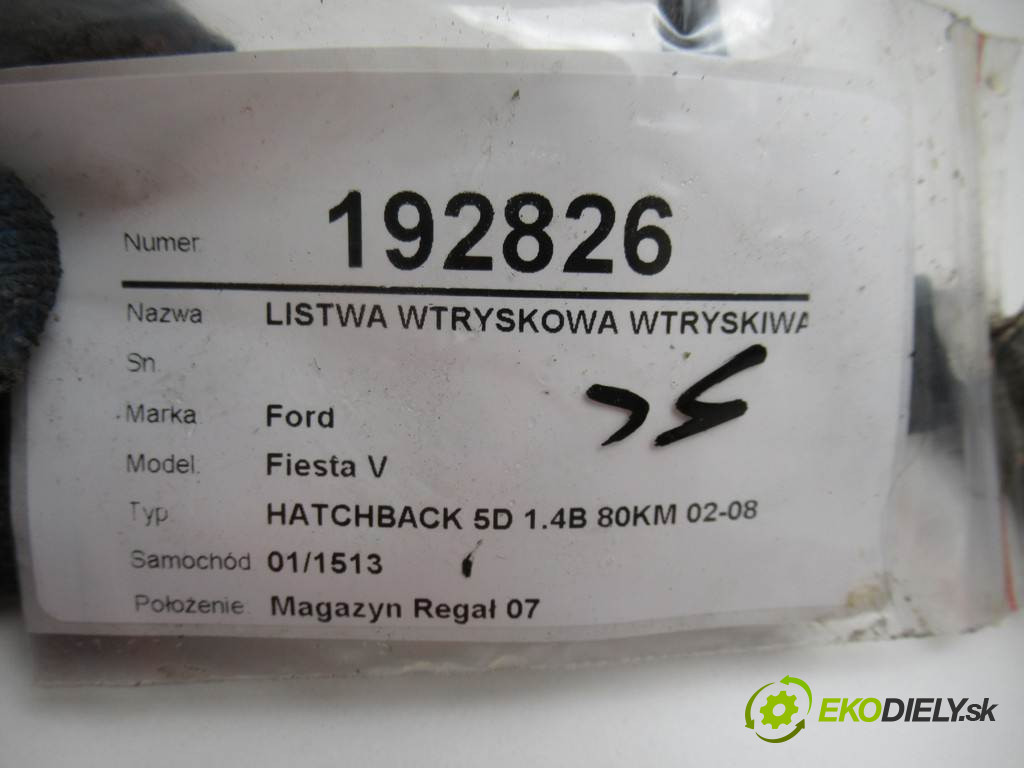 Numer 192826
Nazwa LISTWA WTRYSKOWA WTRYSKIWA
Sn.
Marka Ford
Model. Fiesta V
Typ HATCHBACK 5D 1.4B 80KM 02-08
Samochód 01/1513
Położenie: Magazyn Regał 07
EKODIELY.sk